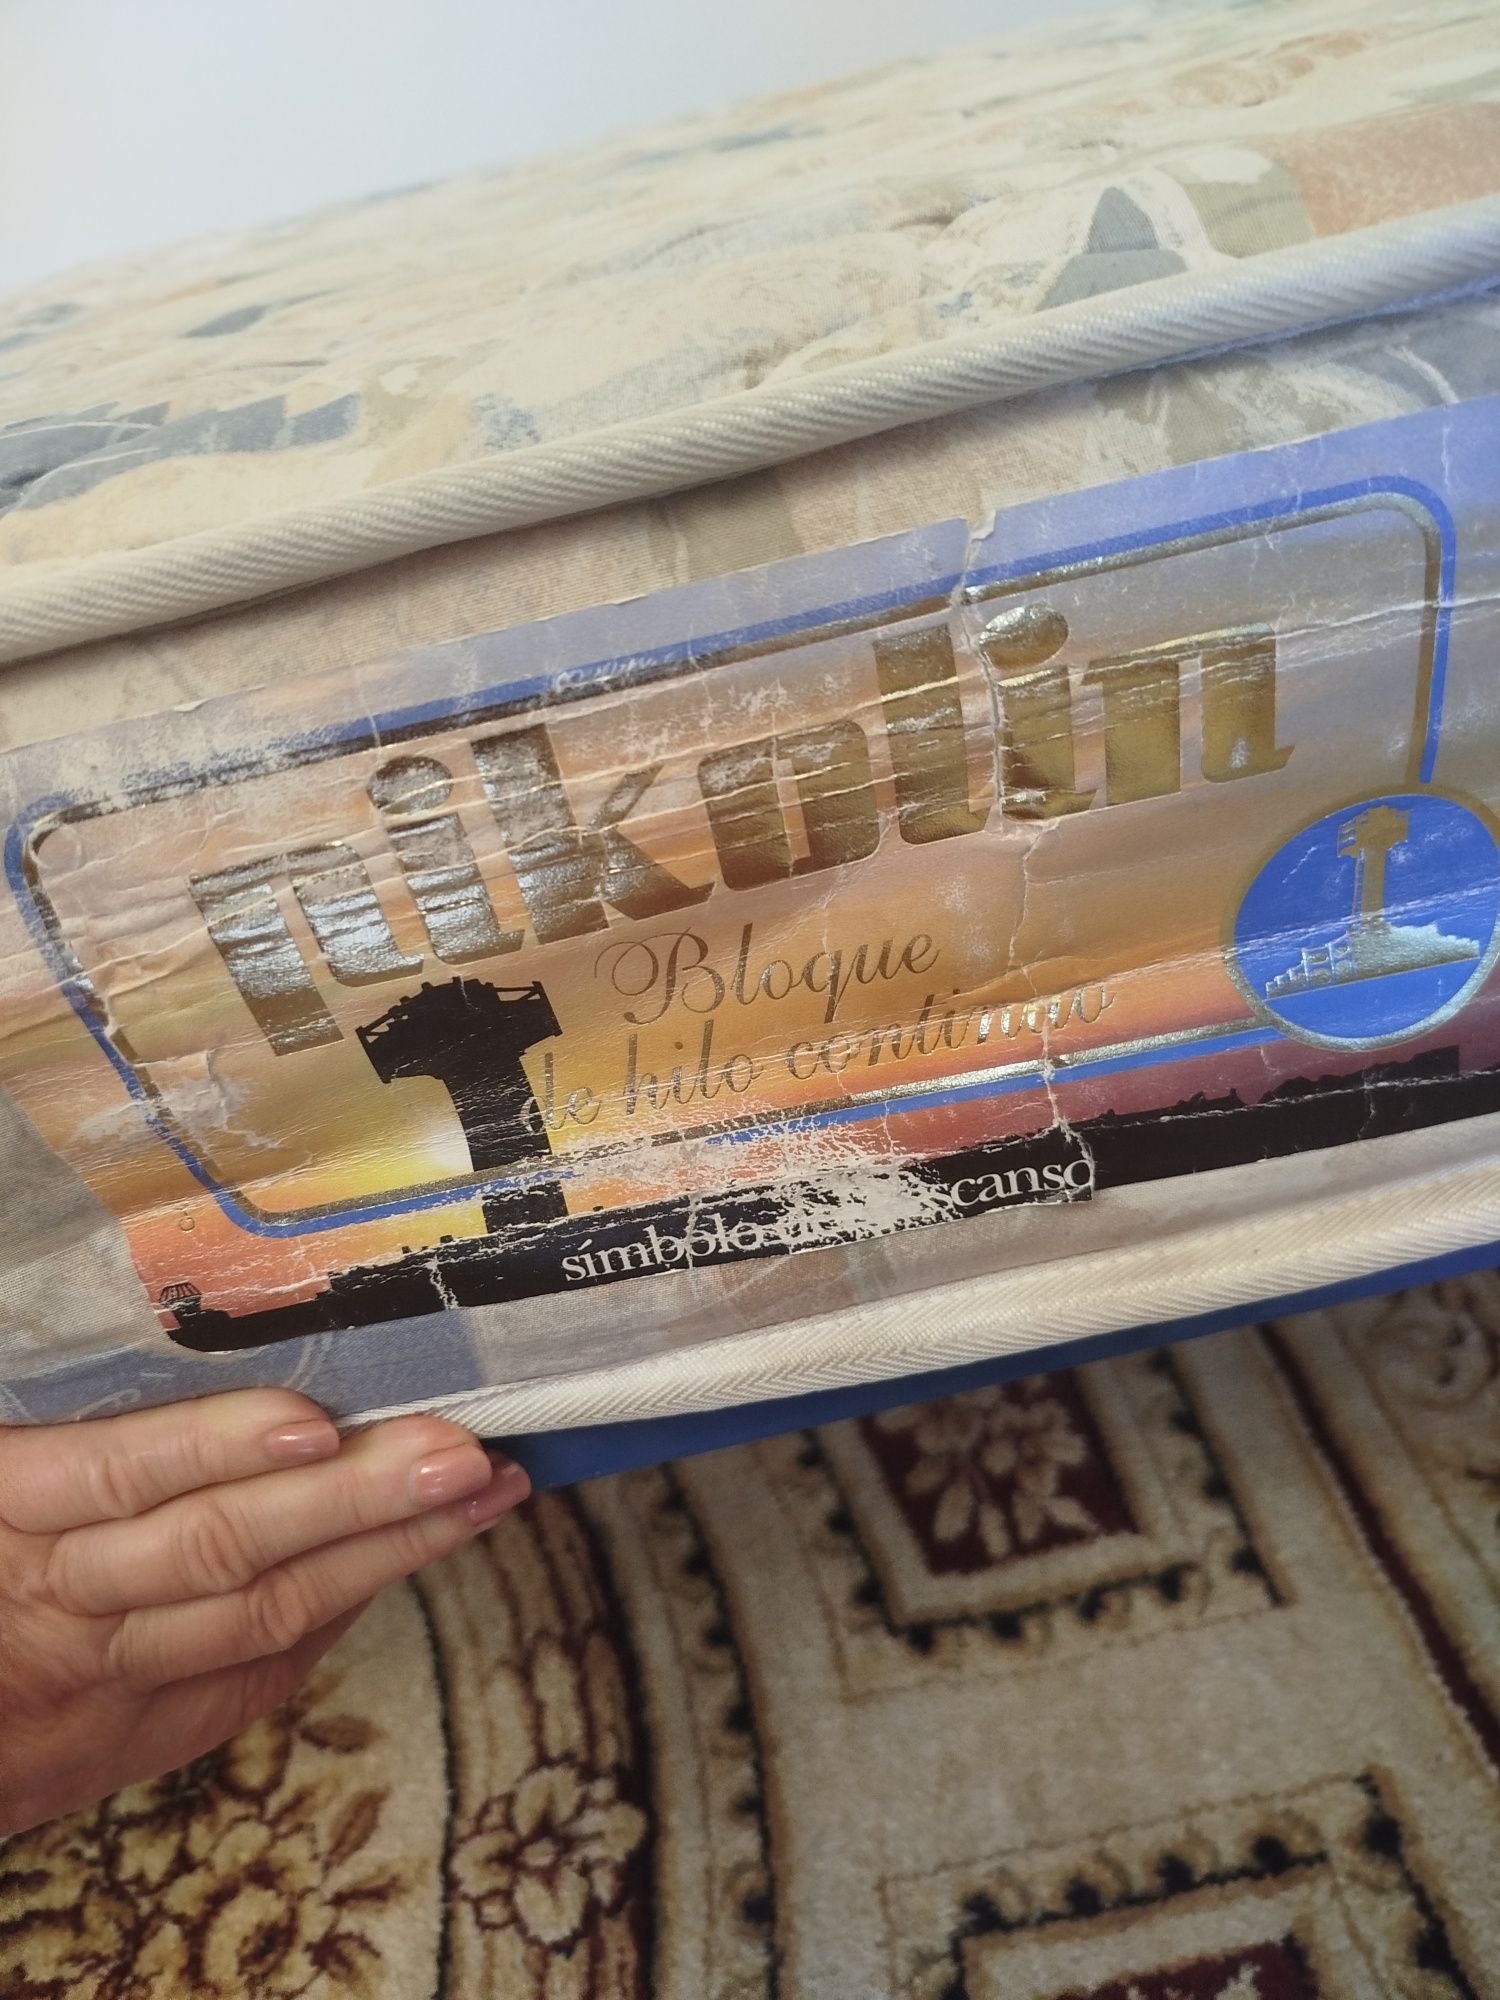 nikolin
Bloque
de hilo continuo
símbolo scanso